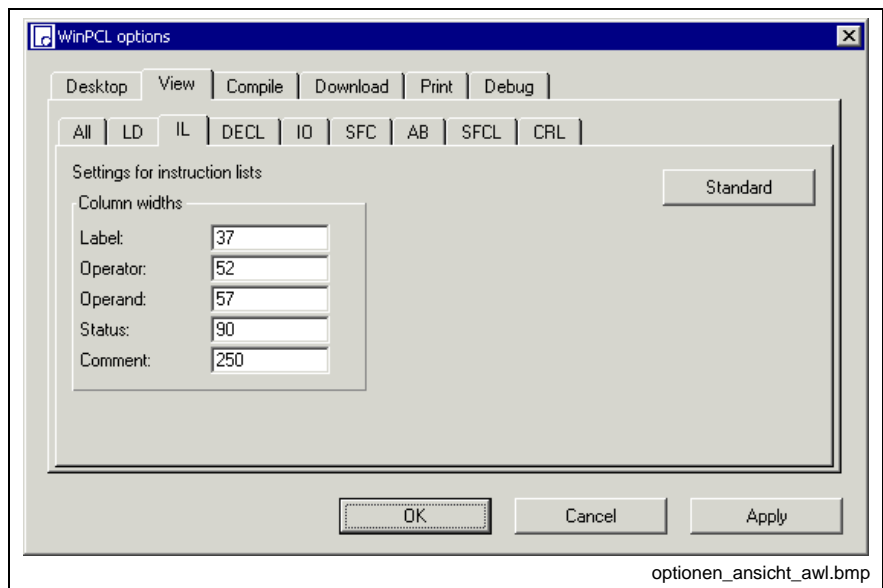 WinPCL options
Desktop View Compile Download Print Debug
All LD IL DECL IO SFC AB SFCL CRL
Settings for instruction lists
Standard
Column widths
Label: 37
Operator: 52
Operand: 57
Status: 90
Comment: 250
OK Cancel Apply
optionen_ansicht_awl.bmp